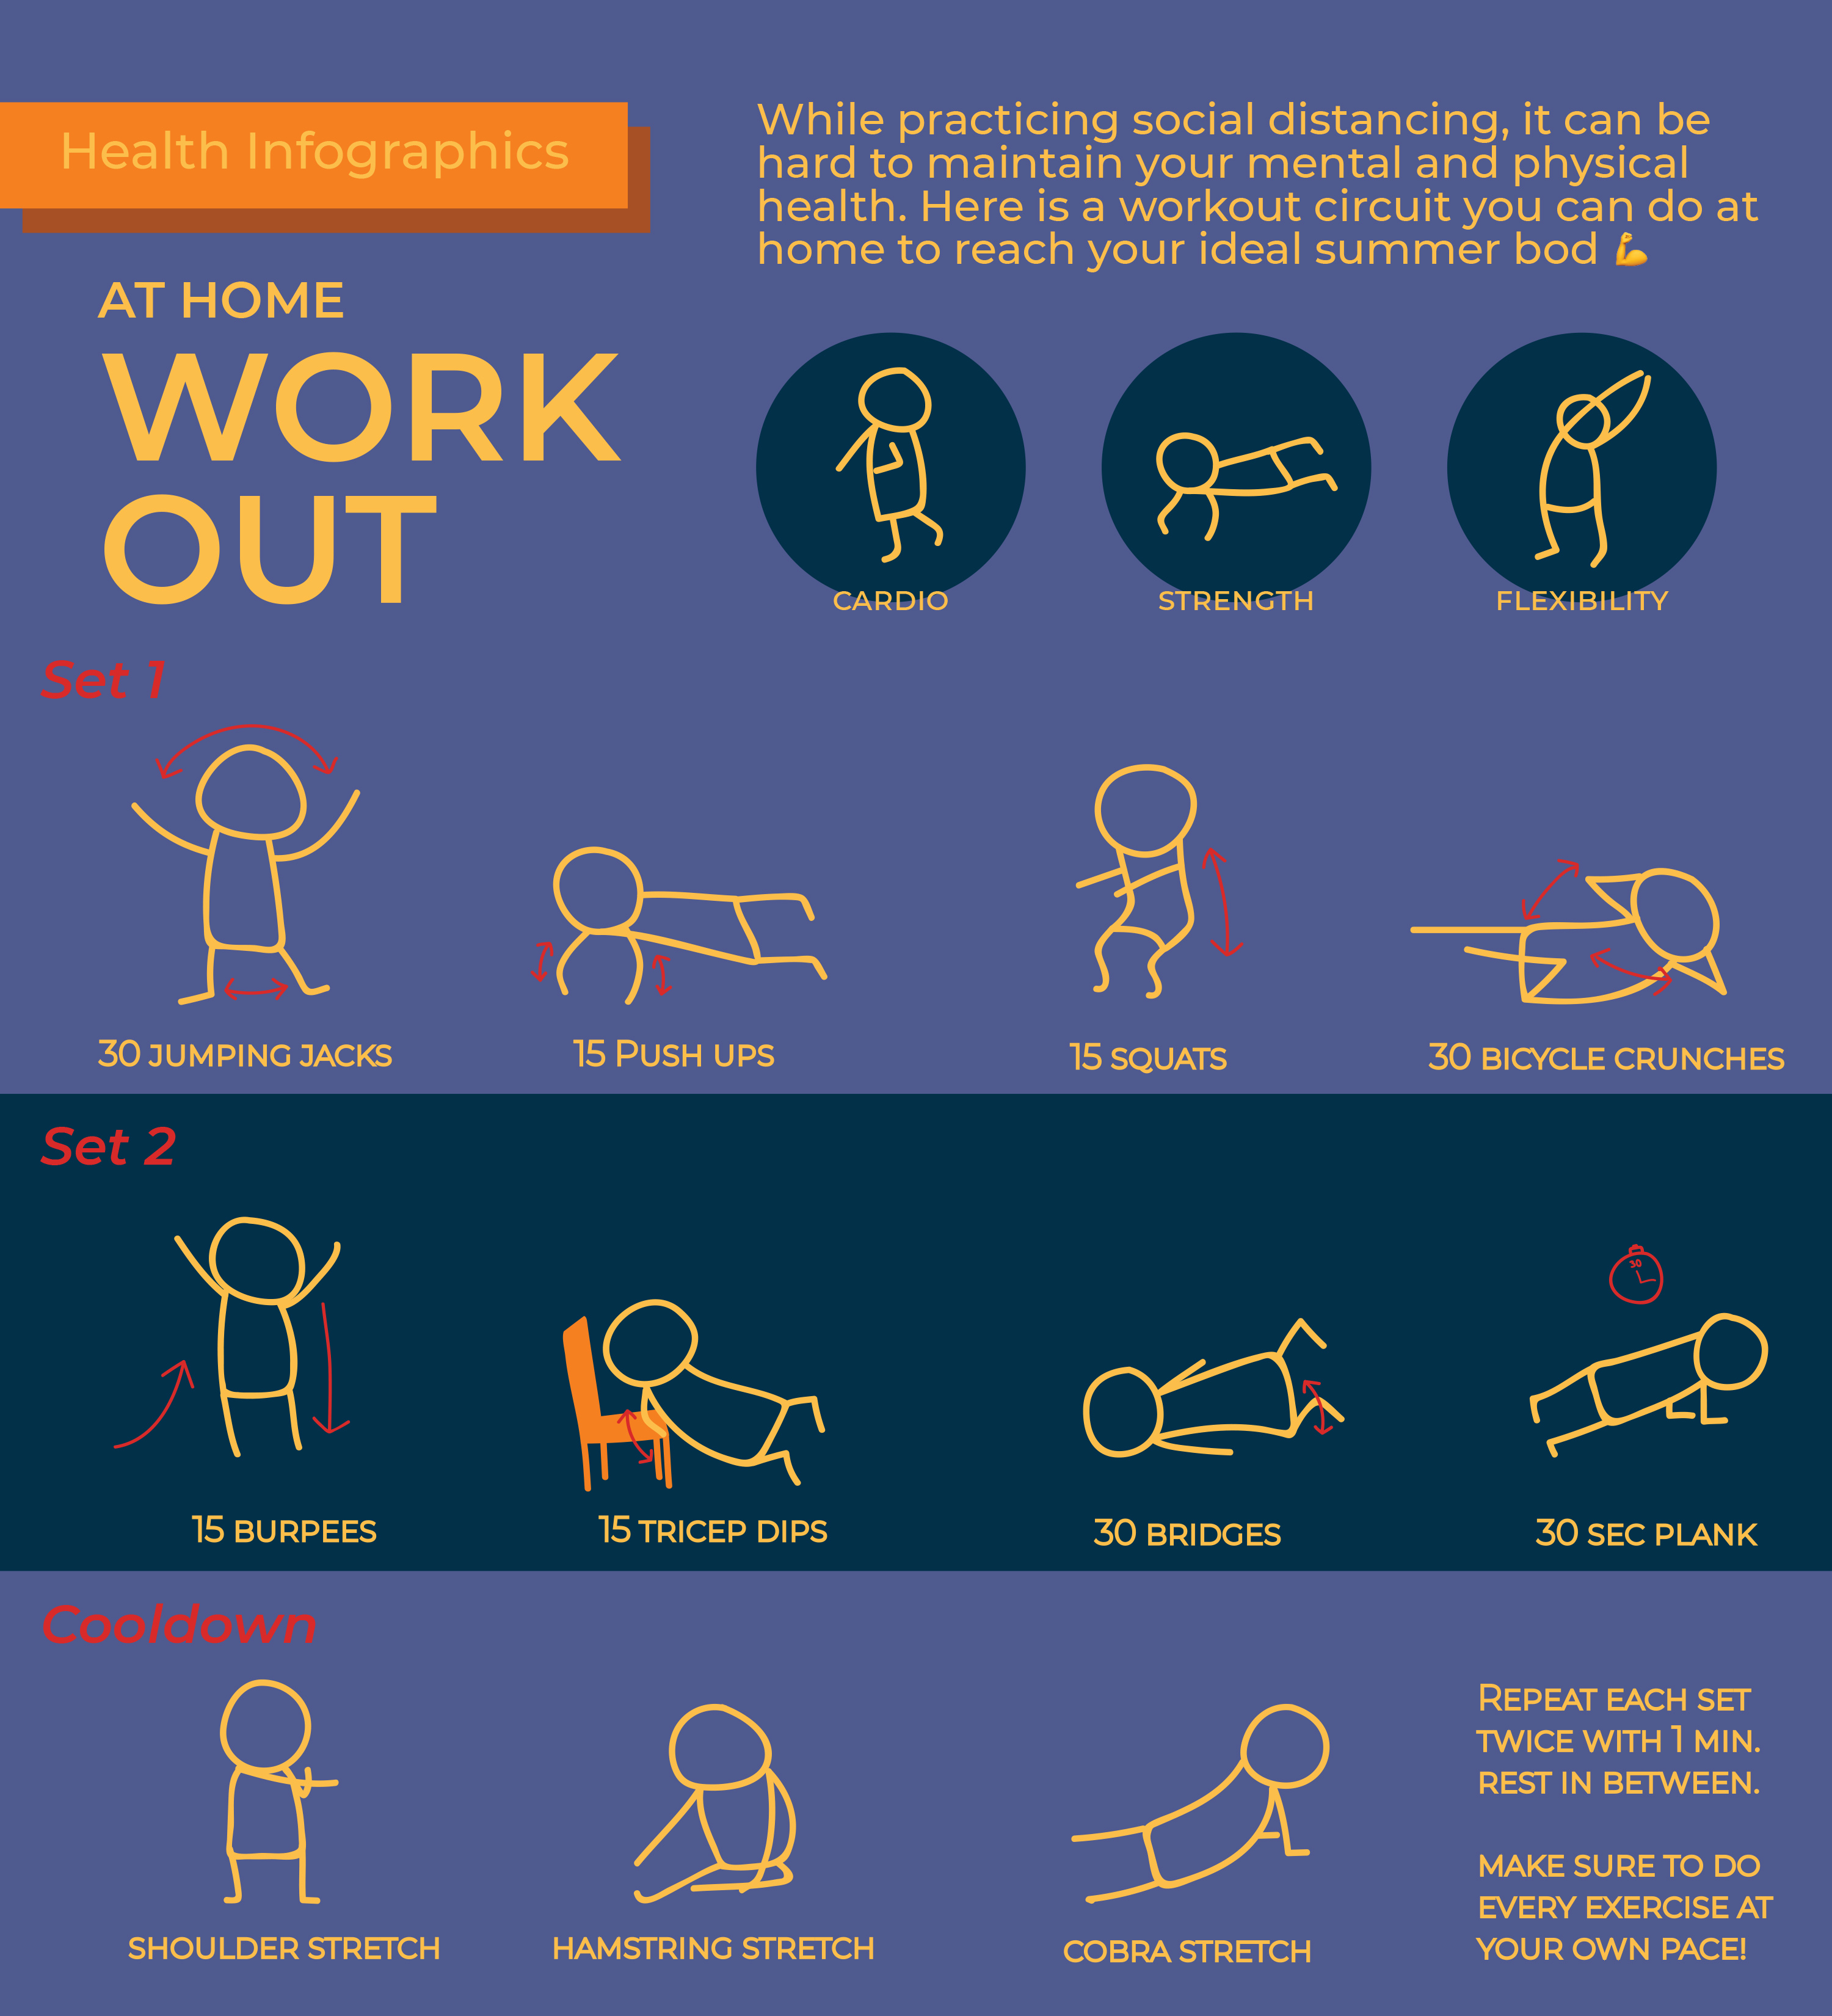 Health Infographics
AT HOME
WORK
OUT
While practicing social distancing, it can be
hard to maintain your mental and physical
health. Here is a workout circuit you can do at
home to reach your ideal summer bod 💪
CARDIO
STRENGTH
FLEXIBILITY
Set 1
30 JUMPING JACKS
15 PUSH UPS
15 SQUATS
30 BICYCLE CRUNCHES
Set 2
30
15 BURPEES
15 TRICEP DIPS
30 BRIDGES
30 SEC PLANK
Cooldown
SHOULDER STRETCH
HAMSTRING STRETCH
COBRA STRETCH
REPEAT EACH SET
TWICE WITH 1 MIN.
REST IN BETWEEN.
MAKE SURE TO DO
EVERY EXERCISE AT
YOUR OWN PACE!